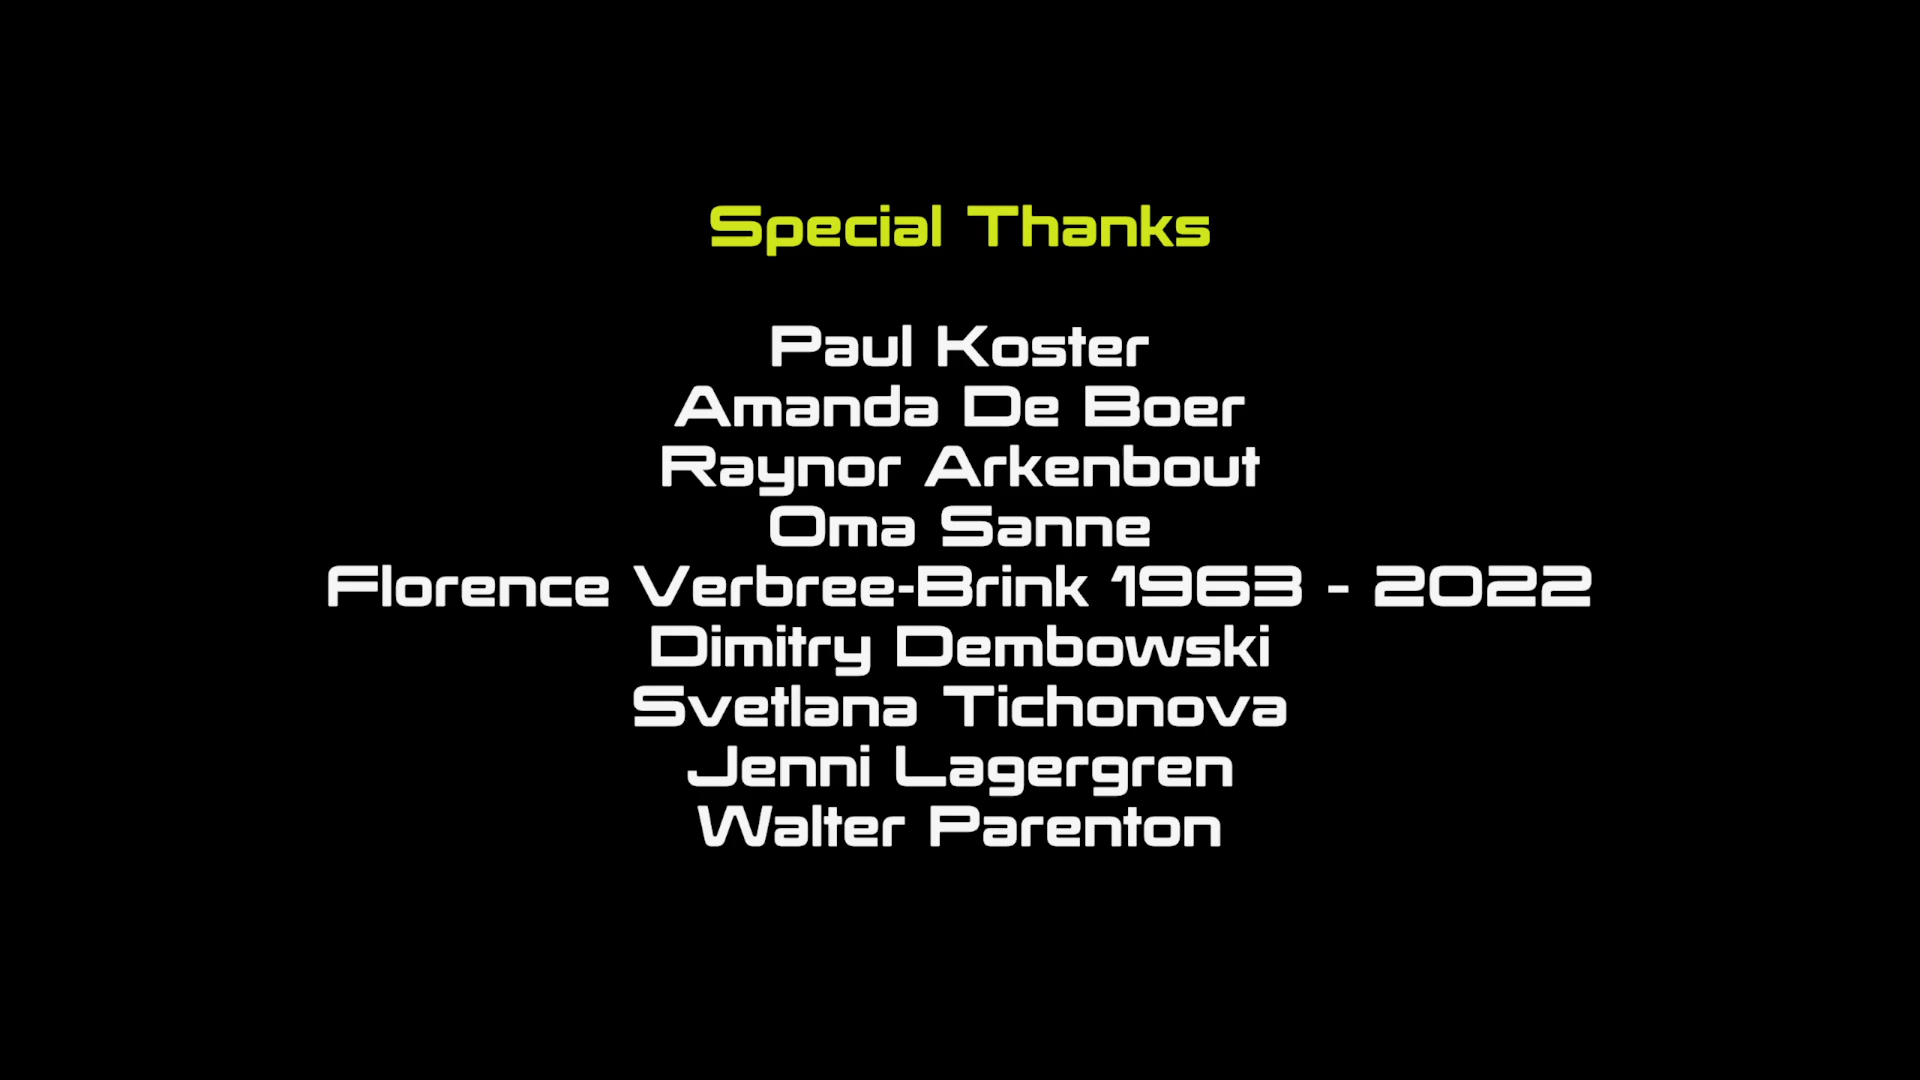 Special Thanks
Paul Koster
Amanda De Boer
Raynor Arkenbout
Oma Sanne
Florence Verbree-Brink 1963 - 2022
Dimitry Dembowski
Svetlana Tichonova
Jenni Lagergren
Walter Parenton